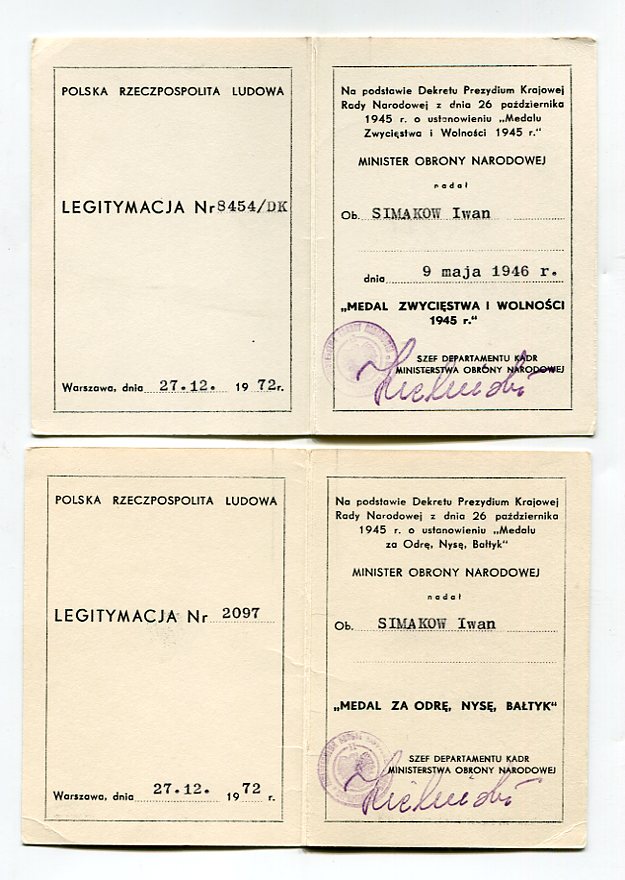 POLSKA RZECZPOSPOLITA LUDOWA
LEGITYMACJA Nr 8454/DK
Warszawa, dnia 27.12. 1972r.
Na podstawie Dekretu Prezydium Krajowej
Rady Narodowej z dnia 26 października
1945 r. o ustanowieniu „Medalu
Zwycięstwa i Wolności 1945 r."
MINISTER OBRONY NARODOWEJ
nadał
Ob. SIMAKOW Iwan
dnia 9 maja 1946 r.
„MEDAL ZWYCIĘSTWA I WOLNOŚCI
1945 r."
SZEF DEPARTAMENTU KADR
MINISTERSTWA OBRÓNY NARODOWEJ
POLSKA RZECZPOSPOLITA LUDOWA
LEGITYMACJA Nr 2097
Warszawa, dnia 27.12. 1972 r.
Na podstawie Dekretu Prezydium Krajowej
Rady Narodowej z dnia 26 października
1945 r. o ustanowieniu „Medalu
za Odrę, Nysę, Bałtyk"
MINISTER OBRONY NARODOWEJ
nadał
Ob. SIMAKOW Iwan
„MEDAL ZA ODRĘ, NYSĘ, BAŁTYK"
SZEF DEPARTAMENTU KADR
MINISTERSTWA OBRONY NARODOWEJ